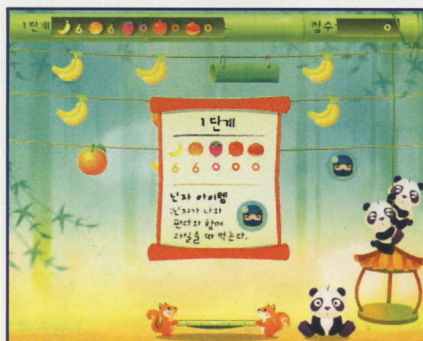 1단계 6 6 0 0 0 점수 0
1단계
6 6 0 0 0
닌자 아이템
:닌자가 나와
판다와 함께
과일을 따 먹는다.